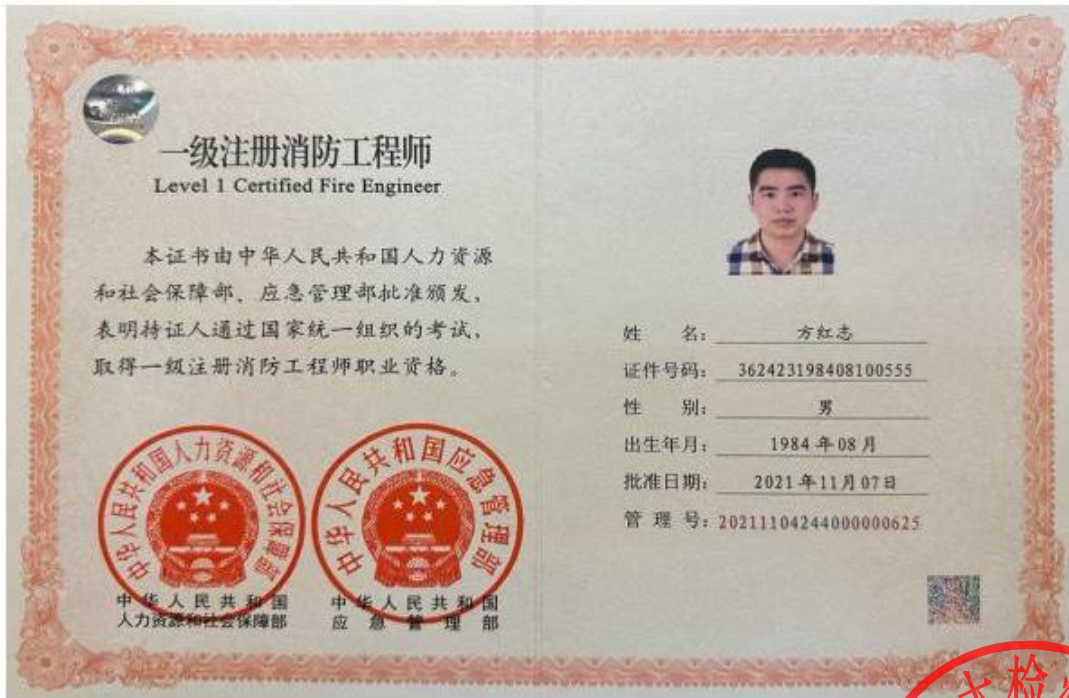 一级注册消防工程师
Level 1 Certified Fire Engineer
本证书由中华人民共和国人力资源
和社会保障部、应急管理部批准颁发，
表明持证人通过国家统一组织的考试，
取得一级注册消防工程师职业资格。
中华人民共和国人力资源和社会保障部
中华人民共和国应急管理部
中华人民共和国
人力资源和社会保障部
中华人民共和国
应急管理部
姓 名：方红志
证件号码：362423198408100555
性 别：男
出生年月：1984年08月
批准日期：2021年11月07日
管 理 号：20211104244000000625
检